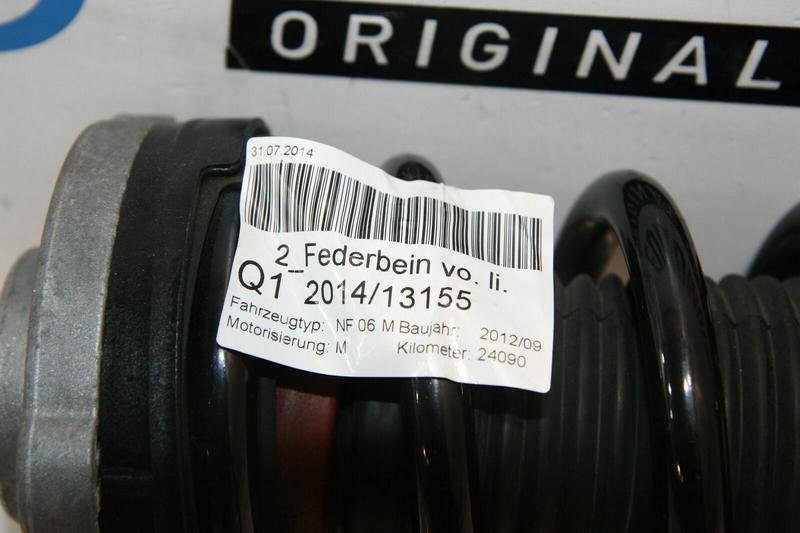 ORIGINAL
31.07.2014
2_Federbein vo. li.
Q1 2014/13155
Fahrzeugtyp: NF 06 M Baujahr: 2012/09
Motorisierung: M Kilometer: 24090